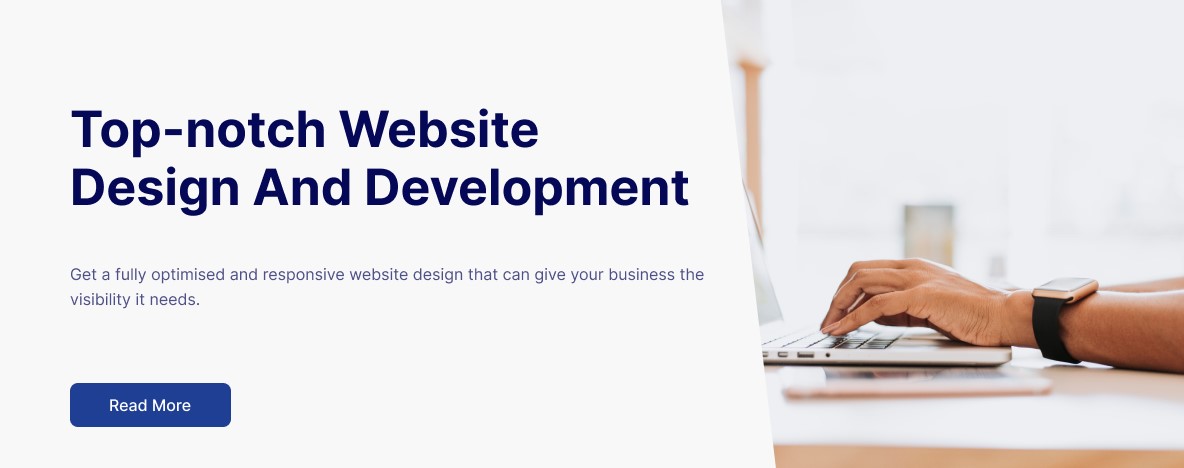 Top-notch Website
Design And Development
Get a fully optimised and responsive website design that can give your business the
visibility it needs.
Read More